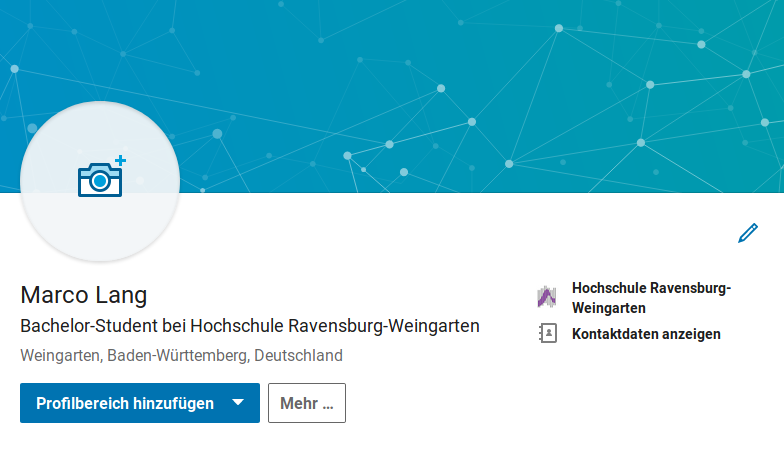 Marco Lang
Bachelor-Student bei Hochschule Ravensburg-Weingarten
Weingarten, Baden-Württemberg, Deutschland
Profilbereich hinzufügen
Mehr ...
Hochschule Ravensburg-
Weingarten
Kontaktdaten anzeigen